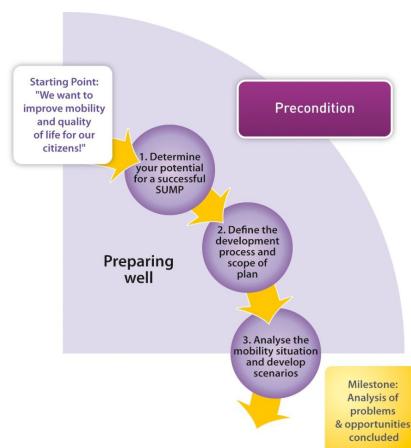 Starting Point:
"We want to
improve mobility
and quality
of life for our
citizens!"
Precondition
1. Determine
your potential
for a successful
SUMP
2. Define the
development
process and
scope of
plan
Preparing
well
3. Analyse the
mobility situation
and develop
scenarios
Milestone:
Analysis of
problems
& opportunities
concluded